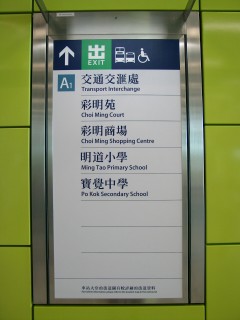 出
EXIT
A1
交通交滙處
Transport Interchange
彩明苑
Choi Ming Court
彩明商場
Choi Ming Shopping Centre
明道小學
Ming Tao Primary School
寶覺中學
Po Kok Secondary School